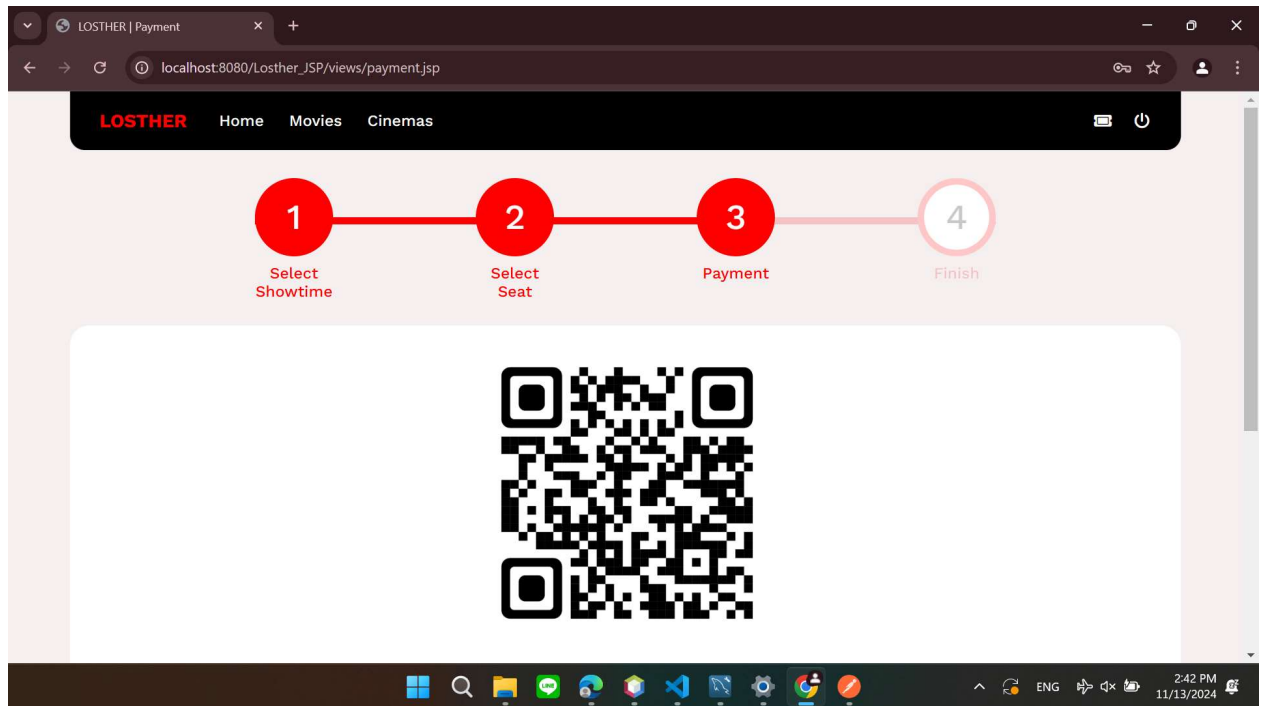 LOSTHER | Payment
localhost:8080/Losther_JSP/views/payment.jsp
LOSTHER Home Movies Cinemas
1 2 3 4
Select Showtime
Select Seat
Payment
Finish
LINE
ENG
2:42 PM
11/13/2024